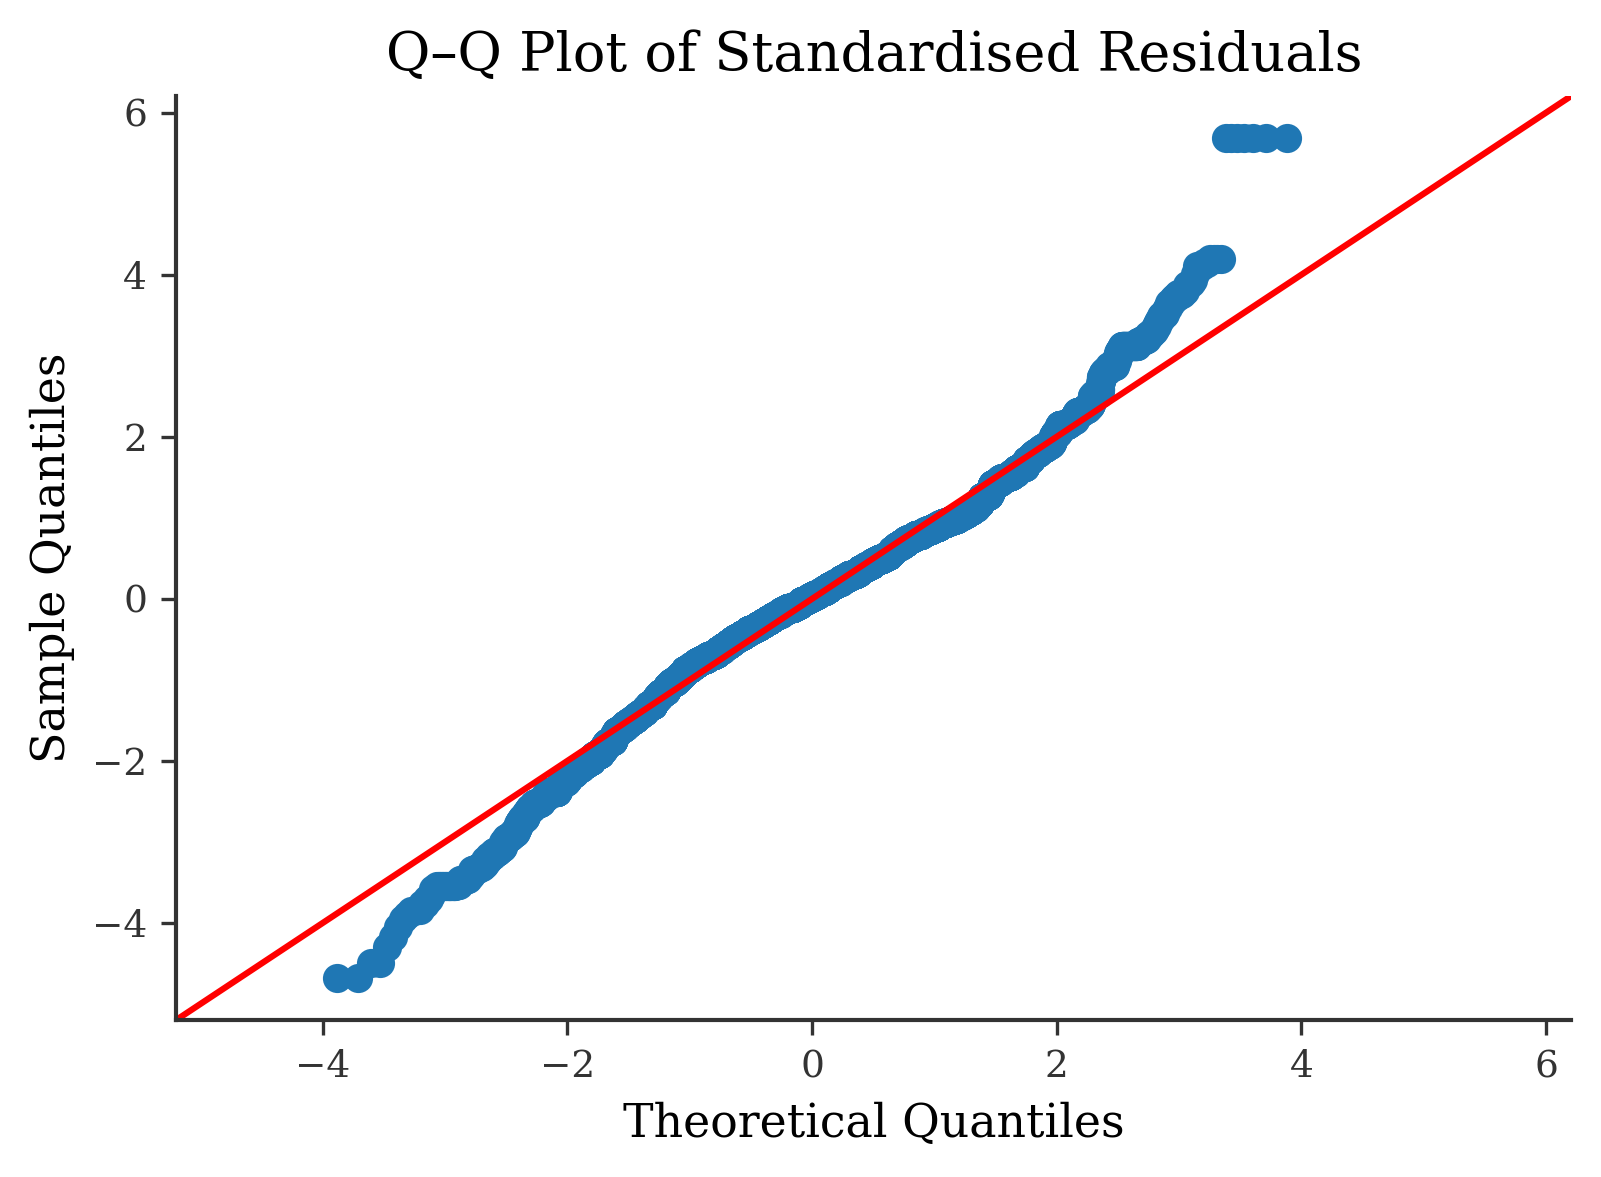 Q–Q Plot of Standardised Residuals
6
4
2
0
−2
−4
Sample Quantiles
−4 −2 0 2 4 6
Theoretical Quantiles